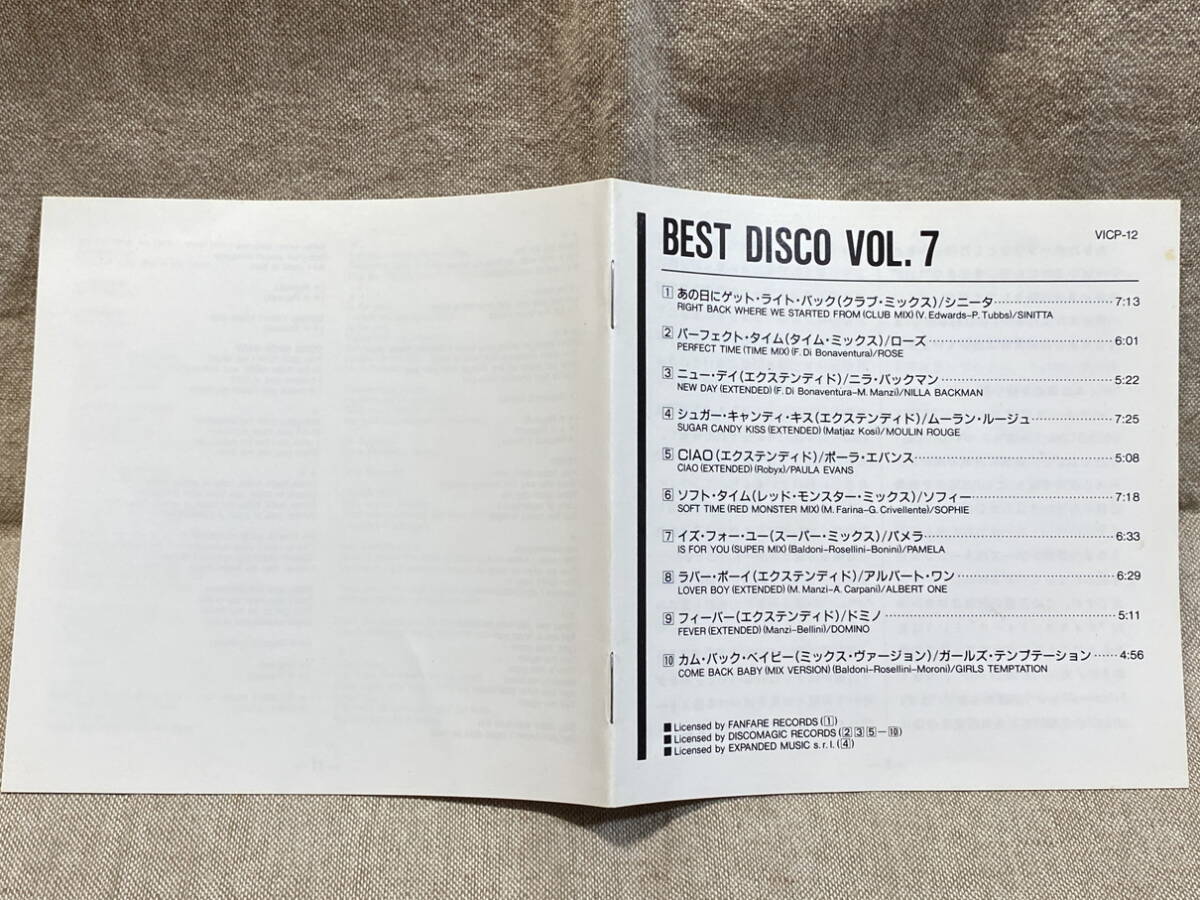 BEST DISCO VOL. 7
VICP-12
1 あの日にゲット・ライト・バック(クラブ・ミックス)/シニータ…………7:13
RIGHT BACK WHERE WE STARTED FROM (CLUB MIX) (V. Edwards–P. Tubbs)/SINITTA
2 パーフェクト・タイム(タイム・ミックス)/ローズ…………6:01
PERFECT TIME (TIME MIX) (F. Di Bonaventura)/ROSE
3 ニュー・デイ(エクステンディド)/ニラ・バックマン…………5:22
NEW DAY (EXTENDED) (F. Di Bonaventura–M. Manzi)/NILLA BACKMAN
4 シュガー・キャンディ・キス(エクステンディド)/ムーラン・ルージュ…………7:25
SUGAR CANDY KISS (EXTENDED) (Matjaz Kosi)/MOULIN ROUGE
5 CIAO(エクステンディド)/ポーラ・エバンス…………5:08
CIAO (EXTENDED) (Robyx)/PAULA EVANS
6 ソフト・タイム(レッド・モンスター・ミックス)/ソフィー…………7:18
SOFT TIME (RED MONSTER MIX) (M. Farina–G. Crivellente)/SOPHIE
7 イズ・フォー・ユー(スーパー・ミックス)/パメラ…………6:33
IS FOR YOU (SUPER MIX) (Baldoni–Rosellini–Bonini)/PAMELA
8 ラバー・ボーイ(エクステンディド)/アルバート・ワン…………6:29
LOVER BOY (EXTENDED) (M. Manzi–A. Carpani)/ALBERT ONE
9 フィーバー(エクステンディド)/ドミノ…………5:11
FEVER (EXTENDED) (Manzi–Bellini)/DOMINO
10 カム・バック・ベイビー(ミックス・ヴァージョン)/ガールズ・テンプテーション……4:56
COME BACK BABY (MIX VERSION) (Baldoni–Rosellini–Moroni)/GIRLS TEMPTATION
■ Licensed by FANFARE RECORDS (1)
■ Licensed by DISCOMAGIC RECORDS (2 3 5–10)
■ Licensed by EXPANDED MUSIC s.r.l. (4)